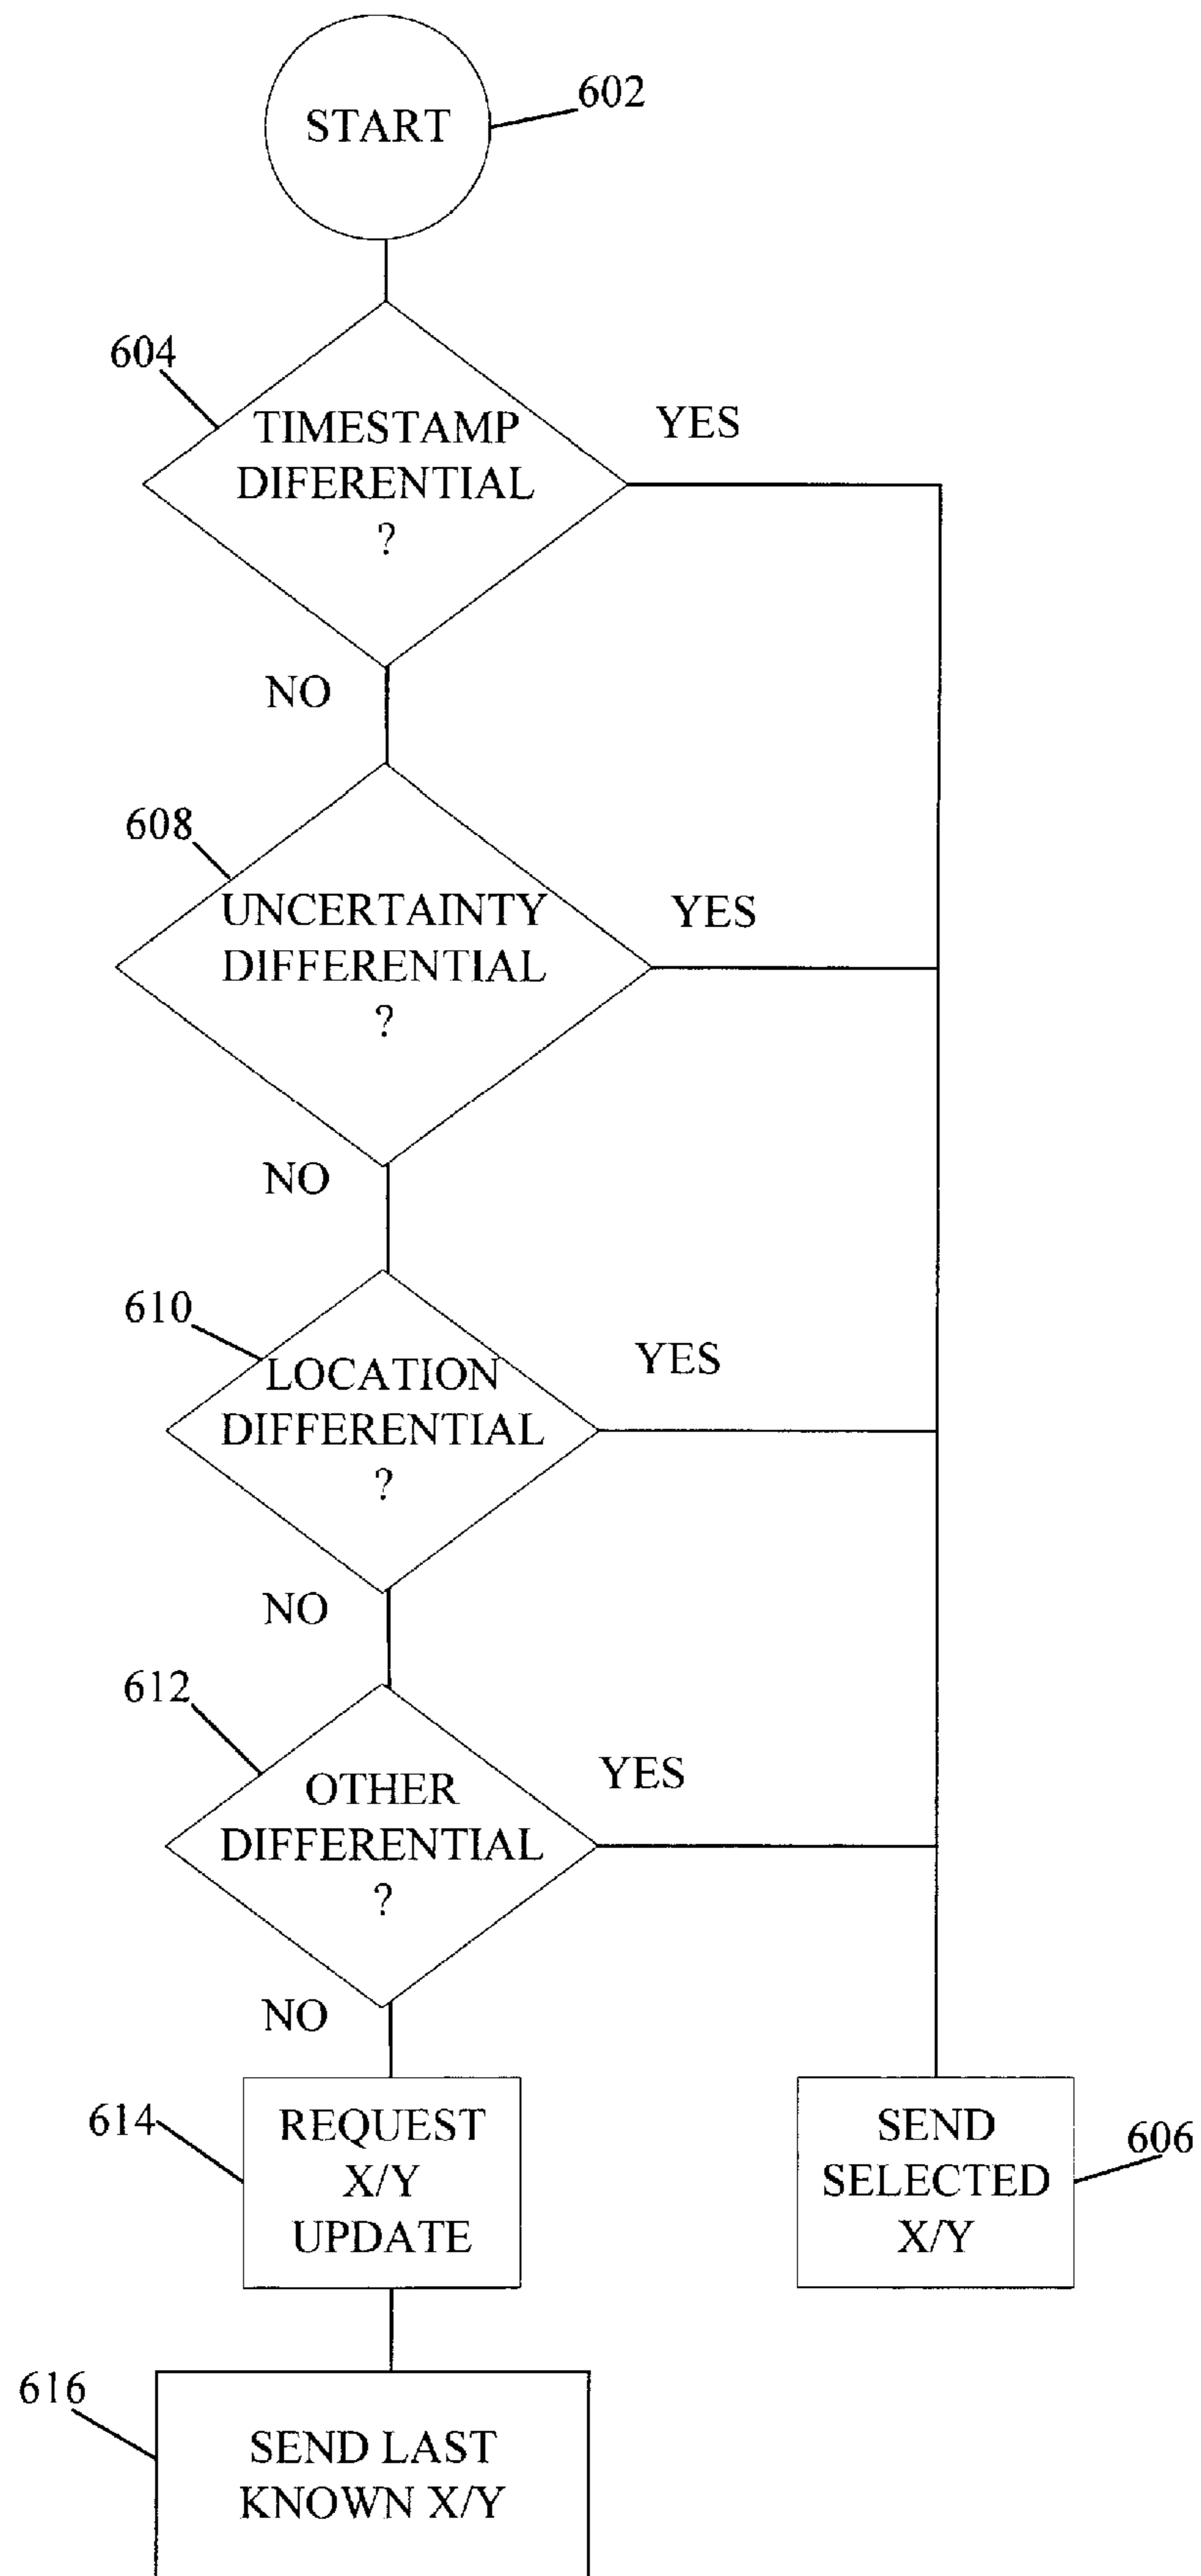 START
602
604
TIMESTAMP
DIFERENTIAL
?
YES
NO
608
UNCERTAINTY
DIFFERENTIAL
?
YES
NO
610
LOCATION
DIFFERENTIAL
?
YES
NO
612
OTHER
DIFFERENTIAL
?
YES
NO
614
REQUEST
X/Y
UPDATE
SEND
SELECTED
X/Y
606
616
SEND LAST
KNOWN X/Y